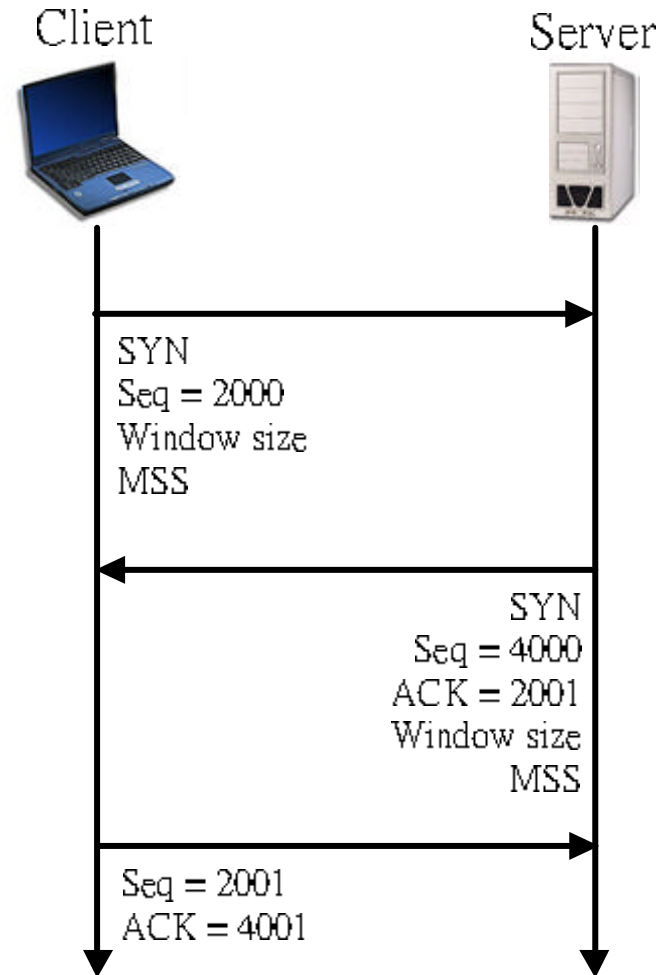 Client
Server
SYN
Seq = 2000
Window size
MSS
SYN
Seq = 4000
ACK = 2001
Window size
MSS
Seq = 2001
ACK = 4001